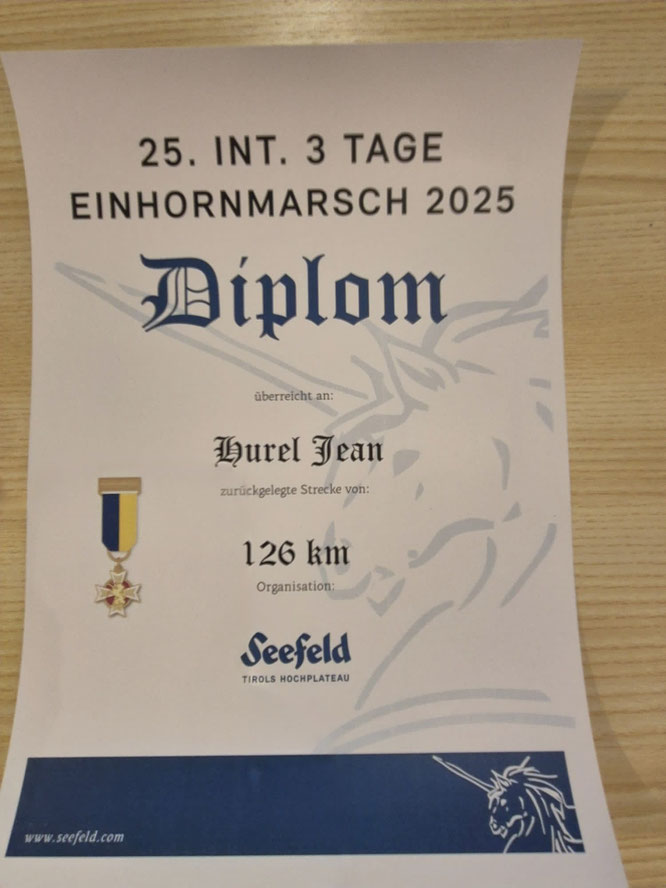 25. INT. 3 TAGE
EINHORNMARSCH 2025
Diplom
überreicht an:
Hurel Jean
zurückgelegte Strecke von:
126 km
Organisation:
Seefeld
TIROLS HOCHPLATEAU
www.seefeld.com